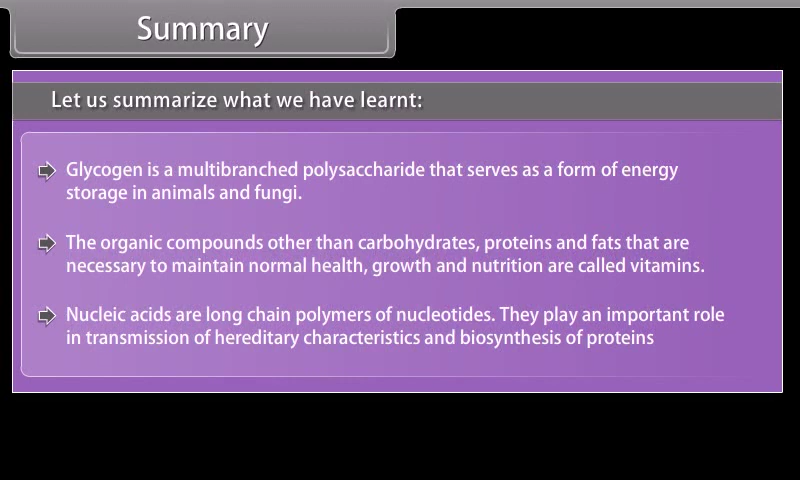 Summary
Let us summarize what we have learnt:
Glycogen is a multibranched polysaccharide that serves as a form of energy
storage in animals and fungi.
The organic compounds other than carbohydrates, proteins and fats that are
necessary to maintain normal health, growth and nutrition are called vitamins.
Nucleic acids are long chain polymers of nucleotides. They play an important role
in transmission of hereditary characteristics and biosynthesis of proteins